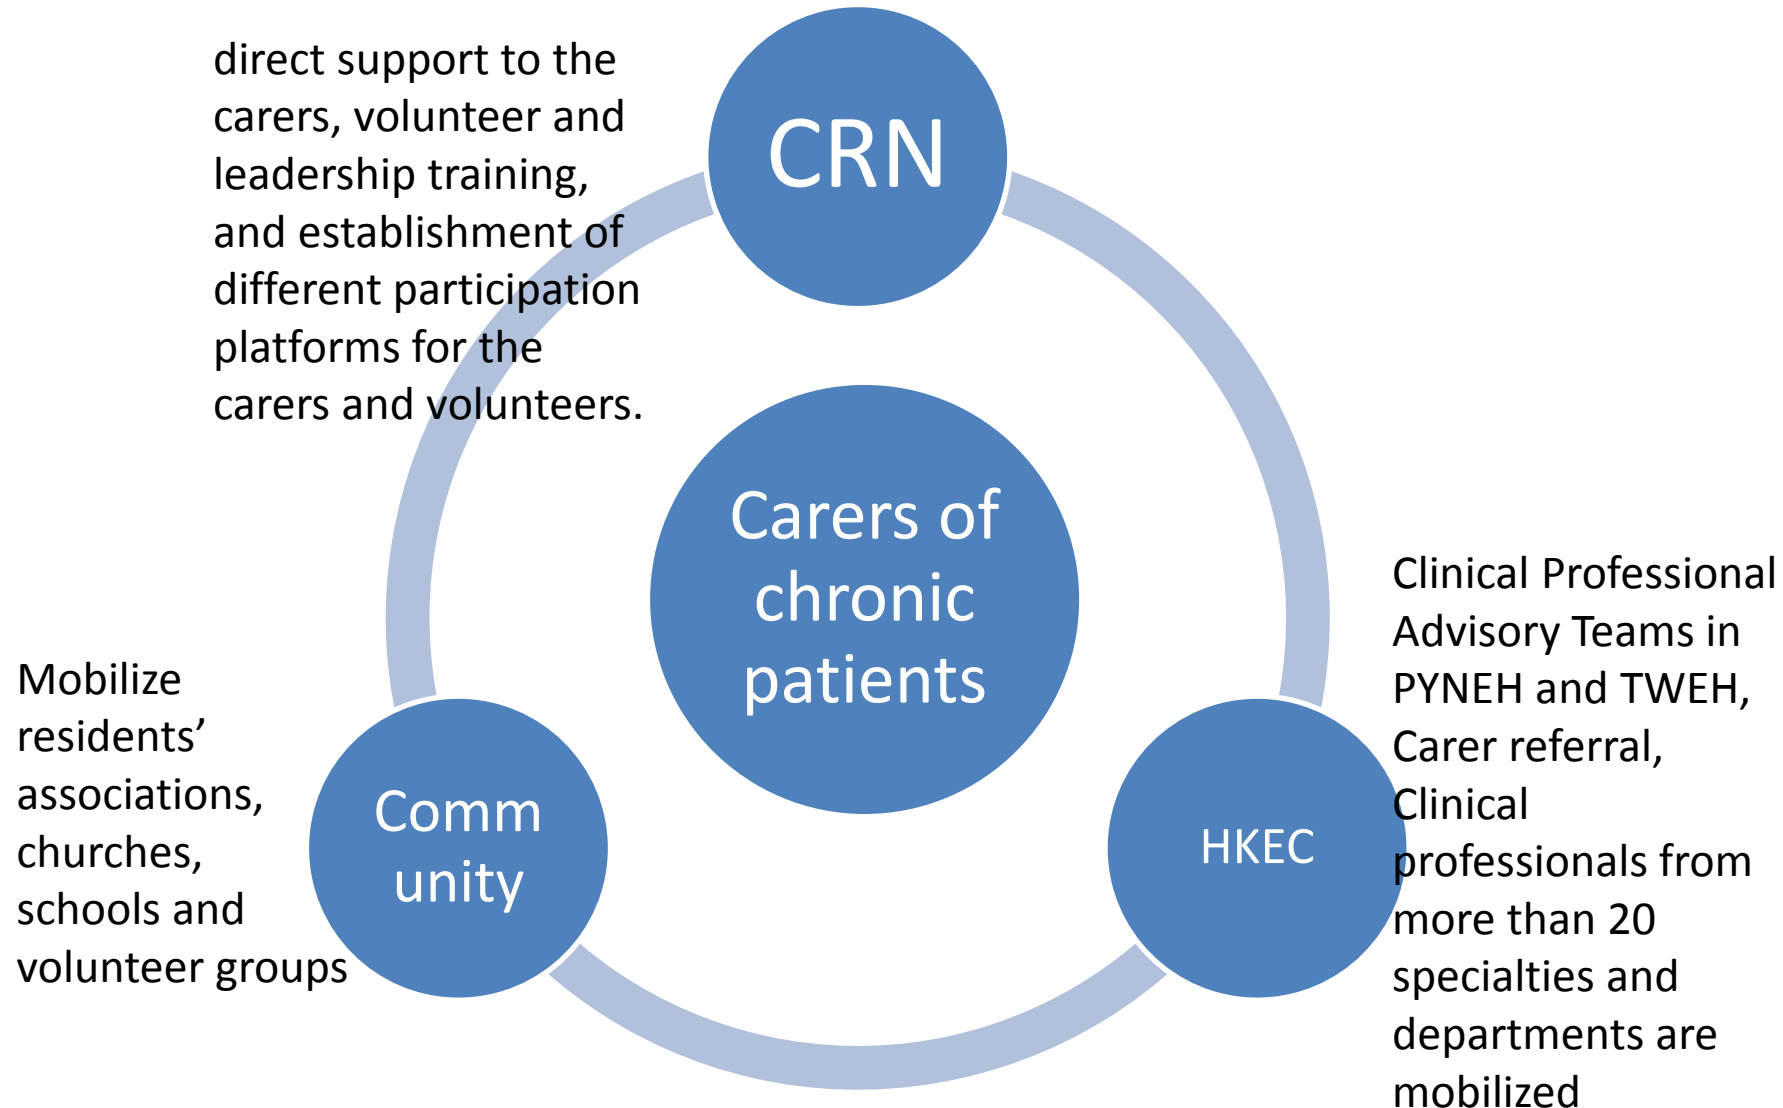 direct support to the
carers, volunteer and
leadership training,
and establishment of
different participation
platforms for the
carers and volunteers.
CRN
Carers of
chronic
patients
Mobilize
residents’
associations,
churches,
schools and
volunteer groups
Comm
unity
HKEC
Clinical Professional
Advisory Teams in
PYNEH and TWEH,
Carer referral,
Clinical
professionals from
more than 20
specialties and
departments are
mobilized